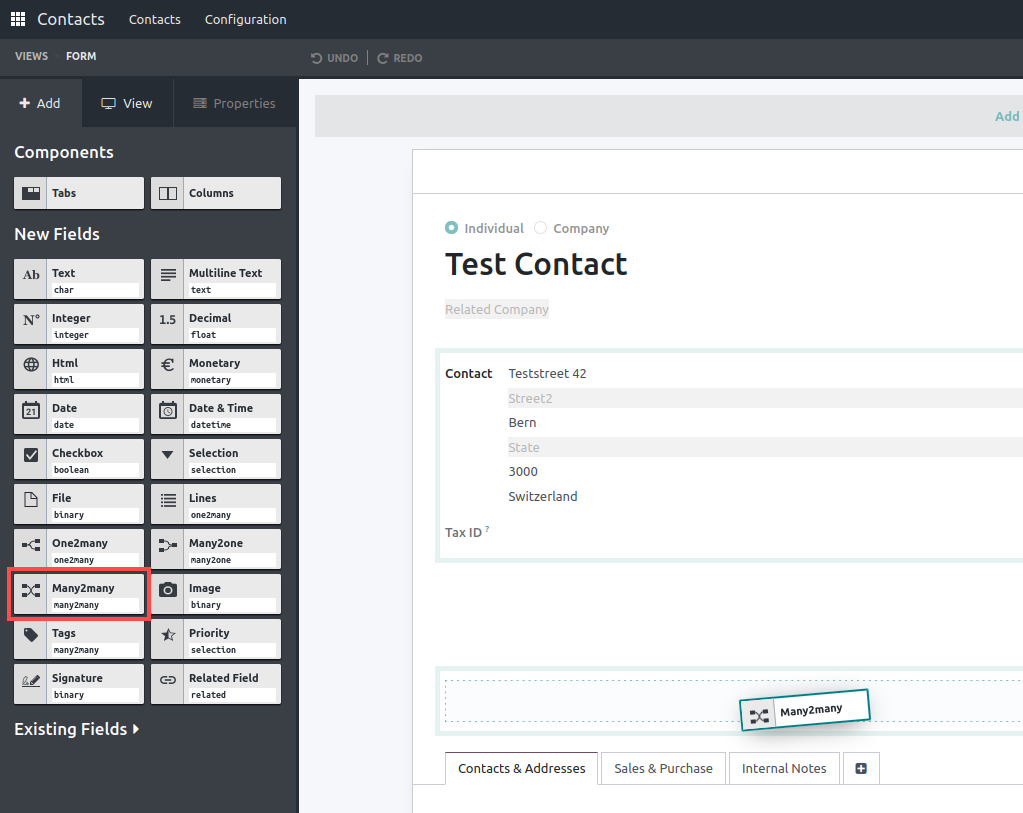 Contacts Contacts Configuration
VIEWS FORM UNDO REDO
Add View Properties
Add
Components
Tabs Columns
New Fields
Ab Text char Multiline Text text
N° Integer integer 1.5 Decimal float
Html html € Monetary monetary
21 Date date Date & Time datetime
Checkbox boolean Selection selection
File binary Lines one2many
One2many one2many Many2one many2one
Many2many many2many Image binary
Tags many2many Priority selection
Signature binary Related Field related
Existing Fields
Individual Company
Test Contact
Related Company
Contact Teststreet 42
Street2
Bern
State
3000
Switzerland
Tax ID ?
Many2many
Contacts & Addresses Sales & Purchase Internal Notes